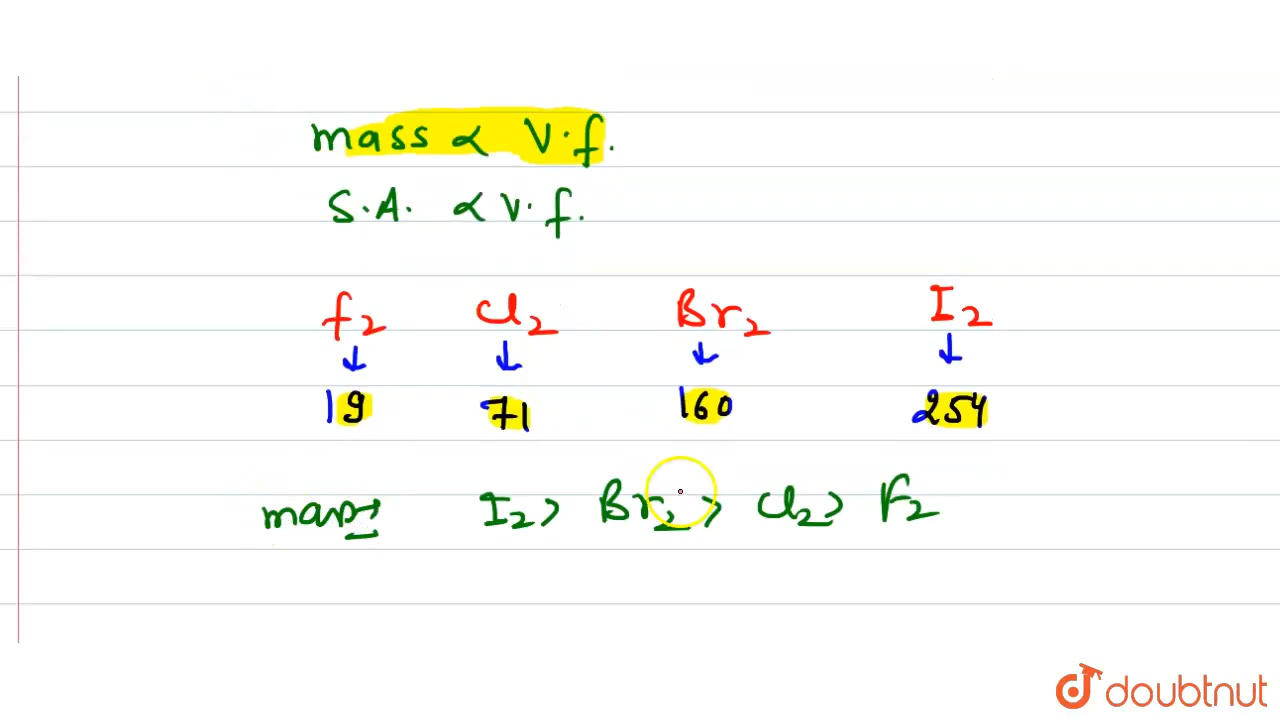 mass ∝ V.f.
S.A. ∝ V.f.
f2 Cl2 Br2 I2
↓ ↓ ↓ ↓
19 71 160 254
mass→ I2 > Br2 > Cl2 > F2
doubtnut